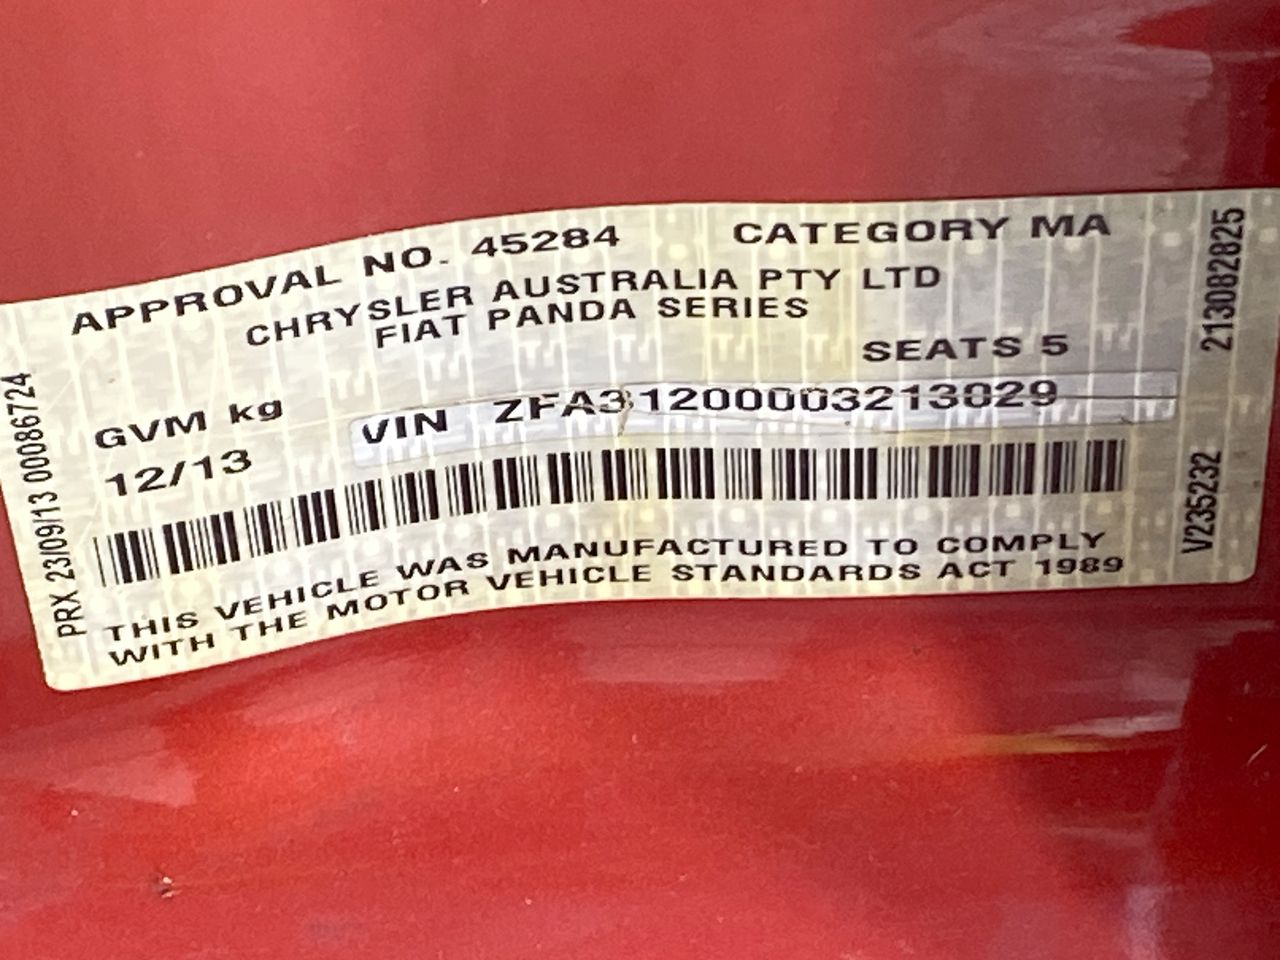 APPROVAL NO. 45284 CATEGORY MA
CHRYSLER AUSTRALIA PTY LTD
FIAT PANDA SERIES
SEATS 5
GVM kg
VIN ZFA31200003213029
12/13
THIS VEHICLE WAS MANUFACTURED TO COMPLY
WITH THE MOTOR VEHICLE STANDARDS ACT 1989
PRX 23/09/13 00086724
2130828825
V235232